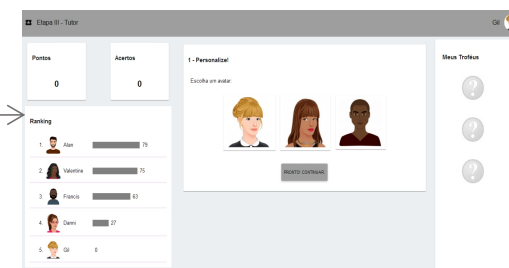 Etapa III - Tutor
Gil
Pontos
0
Acertos
0
Ranking
1. Alan 79
2. Valentine 75
3. Francis 63
4. Danni 27
5. Gil 0
1 - Personalize!
Escolha um avatar:
PRONTO! CONTINUAR.
Meus Troféus
?
?
?